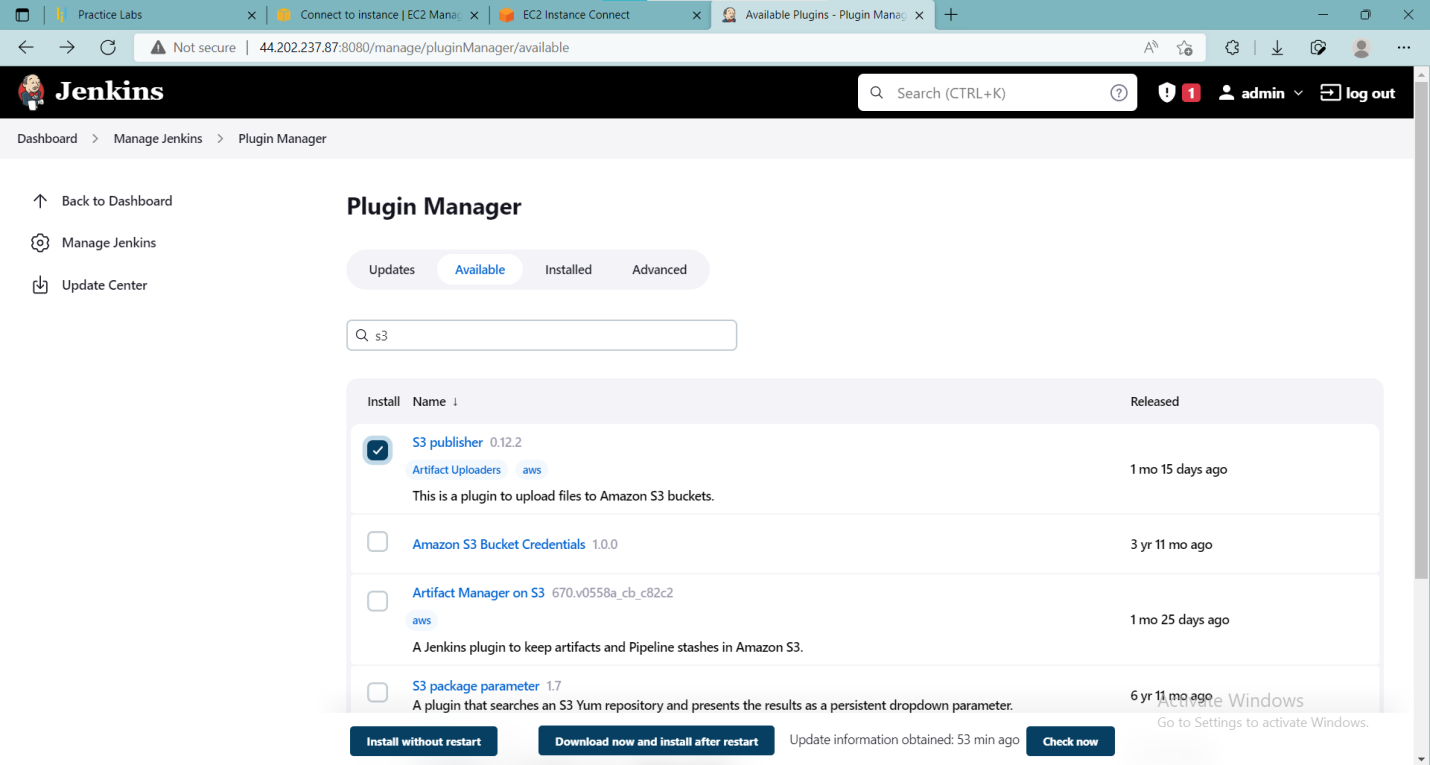 Practice Labs
Connect to instance | EC2 Manag
EC2 Instance Connect
Available Plugins - Plugin Manag
Not secure
44.202.237.87:8080/manage/pluginManager/available
Jenkins
Search (CTRL+K)
1
admin
log out
Dashboard
Manage Jenkins
Plugin Manager
Back to Dashboard
Manage Jenkins
Update Center
Plugin Manager
Updates
Available
Installed
Advanced
s3
Install
Name ↓
Released
S3 publisher 0.12.2
Artifact Uploaders aws
This is a plugin to upload files to Amazon S3 buckets.
1 mo 15 days ago
Amazon S3 Bucket Credentials 1.0.0
3 yr 11 mo ago
Artifact Manager on S3 670.v0558a_cb_c82c2
aws
A Jenkins plugin to keep artifacts and Pipeline stashes in Amazon S3.
1 mo 25 days ago
S3 package parameter 1.7
A plugin that searches an S3 Yum repository and presents the results as a persistent dropdown parameter.
6 yr 11 mo ago
Activate Windows
Go to Settings to activate Windows.
Install without restart
Download now and install after restart
Update information obtained: 53 min ago
Check now